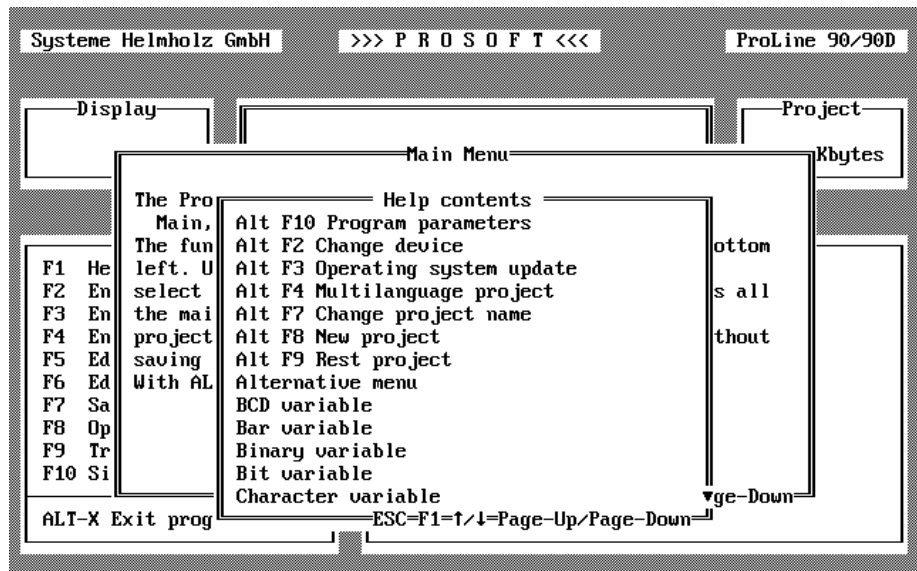 Systeme Helmholz GmbH >>> P R O S O F T <<< ProLine 90/90D
Display Project
Main Menu Kbytes
The Pro Help contents
Main, Alt F10 Program parameters
The fun Alt F2 Change device ottom
F1 He left. U Alt F3 Operating system update
F2 En select Alt F4 Multilanguage project s all
F3 En the mai Alt F7 Change project name
F4 En project Alt F8 New project thout
F5 Ed saving Alt F9 Rest project
F6 Ed With AL Alternative menu
F7 Sa BCD variable
F8 Op Bar variable
F9 Tr Binary variable
F10 Si Bit variable
Character variable ▼ge-Down
ALT-X Exit prog ESC=F1=↑/↓=Page-Up/Page-Down